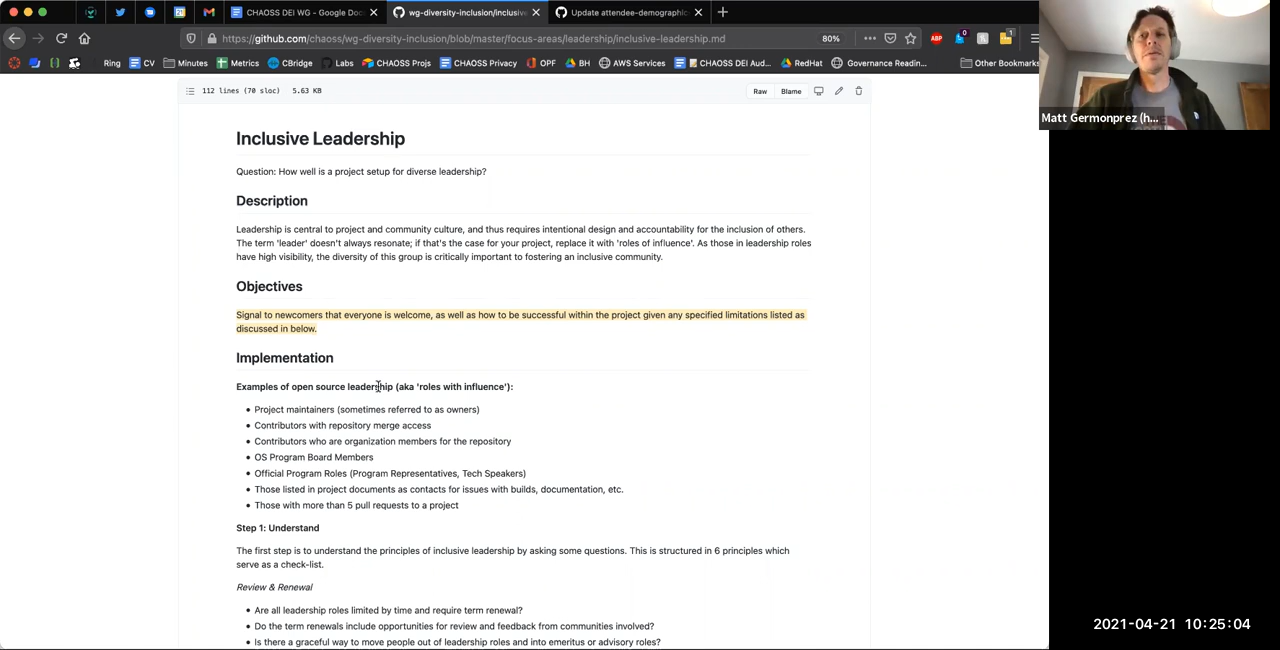 CHAOSS DEI WG - Google Doc
wg-diversity-inclusion/inclusive
Update attendee-demographic
https://github.com/chaoss/wg-diversity-inclusion/blob/master/focus-areas/leadership/inclusive-leadership.md
80%
ABP
0
1
Ring
CV
Minutes
Metrics
CBridge
Labs
CHAOSS Projs
CHAOSS Privacy
OPF
BH
AWS Services
CHAOSS DEI Aud...
RedHat
Governance Readin...
Other Bookmarks
112 lines (70 sloc) 5.63 KB
Raw
Blame
Inclusive Leadership
Question: How well is a project setup for diverse leadership?
Description
Leadership is central to project and community culture, and thus requires intentional design and accountability for the inclusion of others.
The term 'leader' doesn't always resonate; if that's the case for your project, replace it with 'roles of influence'. As those in leadership roles
have high visibility, the diversity of this group is critically important to fostering an inclusive community.
Objectives
Signal to newcomers that everyone is welcome, as well as how to be successful within the project given any specified limitations listed as
discussed in below.
Implementation
Examples of open source leadership (aka 'roles with influence'):
Project maintainers (sometimes referred to as owners)
Contributors with repository merge access
Contributors who are organization members for the repository
OS Program Board Members
Official Program Roles (Program Representatives, Tech Speakers)
Those listed in project documents as contacts for issues with builds, documentation, etc.
Those with more than 5 pull requests to a project
Step 1: Understand
The first step is to understand the principles of inclusive leadership by asking some questions. This is structured in 6 principles which
serve as a check-list.
Review & Renewal
Are all leadership roles limited by time and require term renewal?
Do the term renewals include opportunities for review and feedback from communities involved?
Is there a graceful way to move people out of leadership roles and into emeritus or advisory roles?
Matt Germonprez (h...
2021-04-21 10:25:04